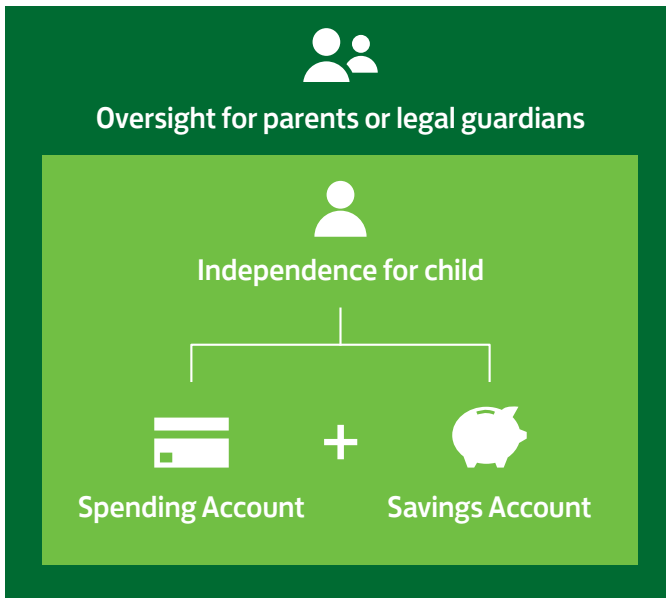 Oversight for parents or legal guardians
Independence for child
+
Spending Account
Savings Account